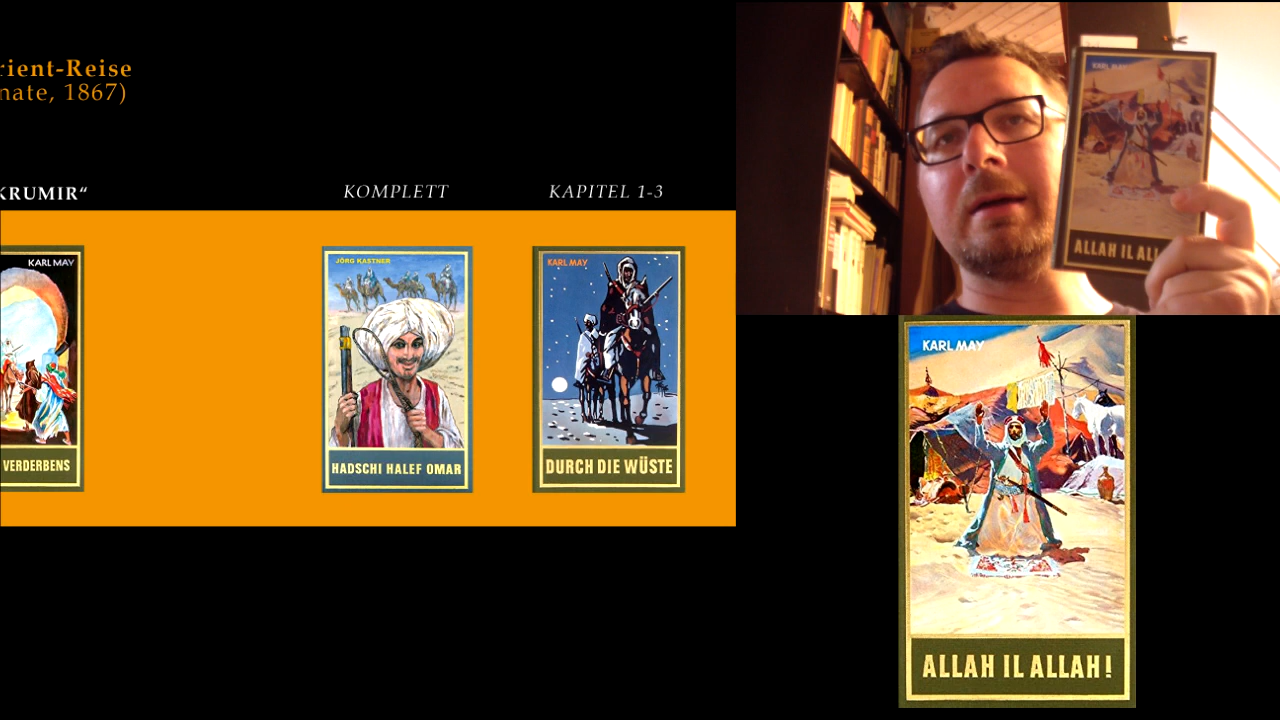 rient-Reise
nate, 1867)
KRUMIR“
KOMPLETT
KAPITEL 1-3
KARL MAY
VERDERBENS
JÖRG KASTNER
HADSCHI HALEF OMAR
KARL MAY
DURCH DIE WÜSTE
KARL MAY
ALLAH IL ALL
KARL MAY
ALLAH IL ALLAH!